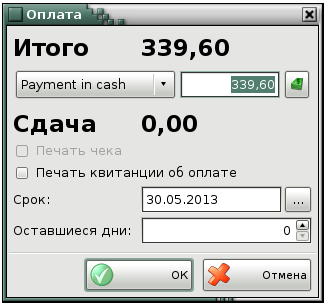 Оплата
Итого 339,60
Payment in cash 339,60
Сдача 0,00
Печать чека
Печать квитанции об оплате
Срок: 30.05.2013 ...
Оставшиеся дни: 0
ОК Отмена